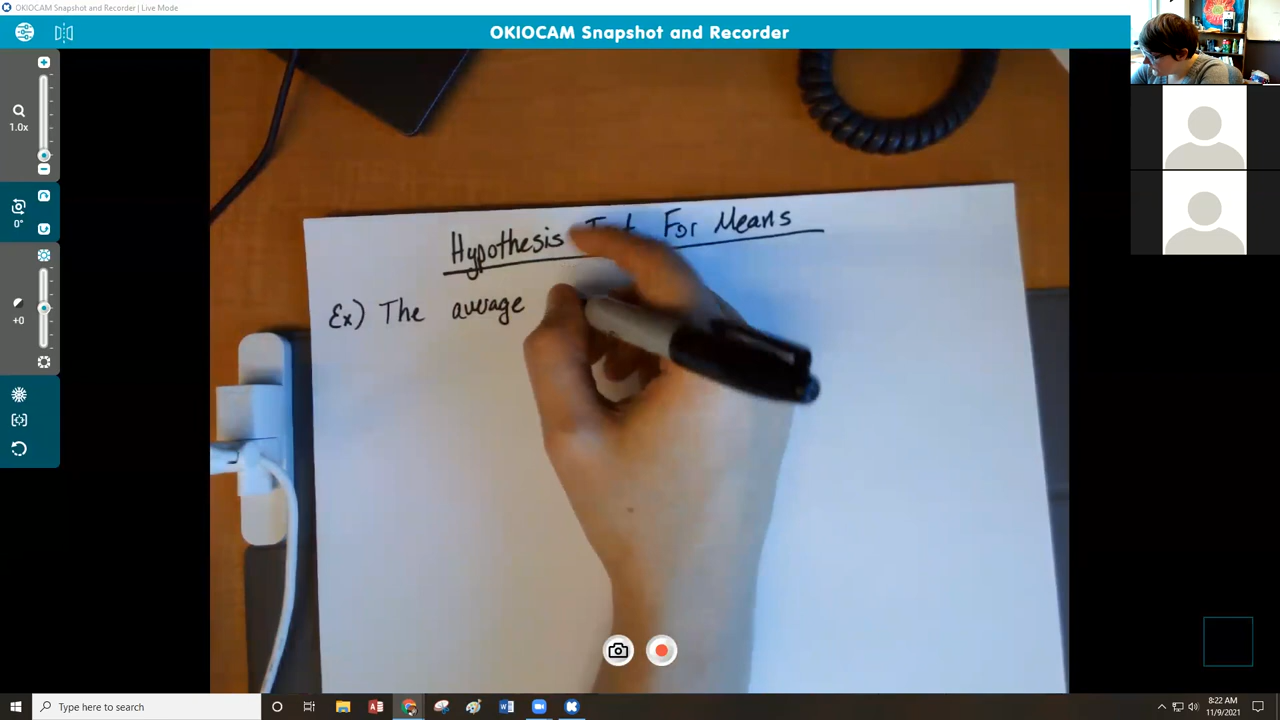 OKIOCAM Snapshot and Recorder | Live Mode
OKIOCAM Snapshot and Recorder
1.0x
0°
+0
Hypothesis For Means
Ex) The average
Type here to search
8:22 AM
11/9/2021